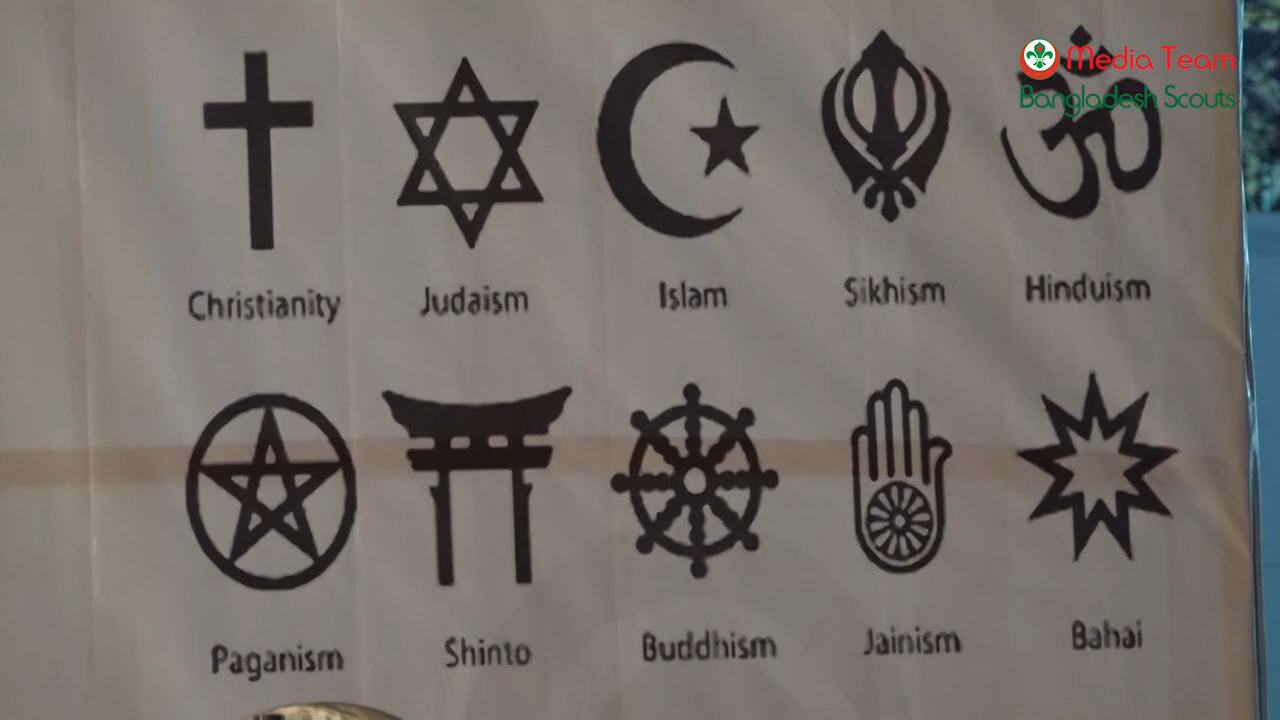 Media Team
Bangladesh Scouts
Christianity
Judaism
Islam
Sikhism
Hinduism
Paganism
Shinto
Buddhism
Jainism
Bahai